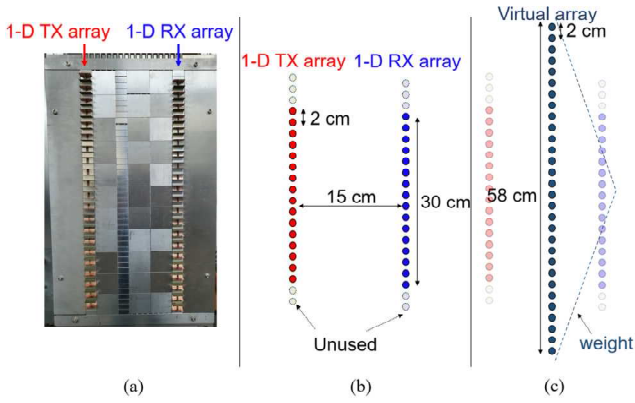 1-D TX array
1-D RX array
(a)
1-D TX array
1-D RX array
2 cm
15 cm
30 cm
Unused
(b)
Virtual array
2 cm
58 cm
weight
(c)